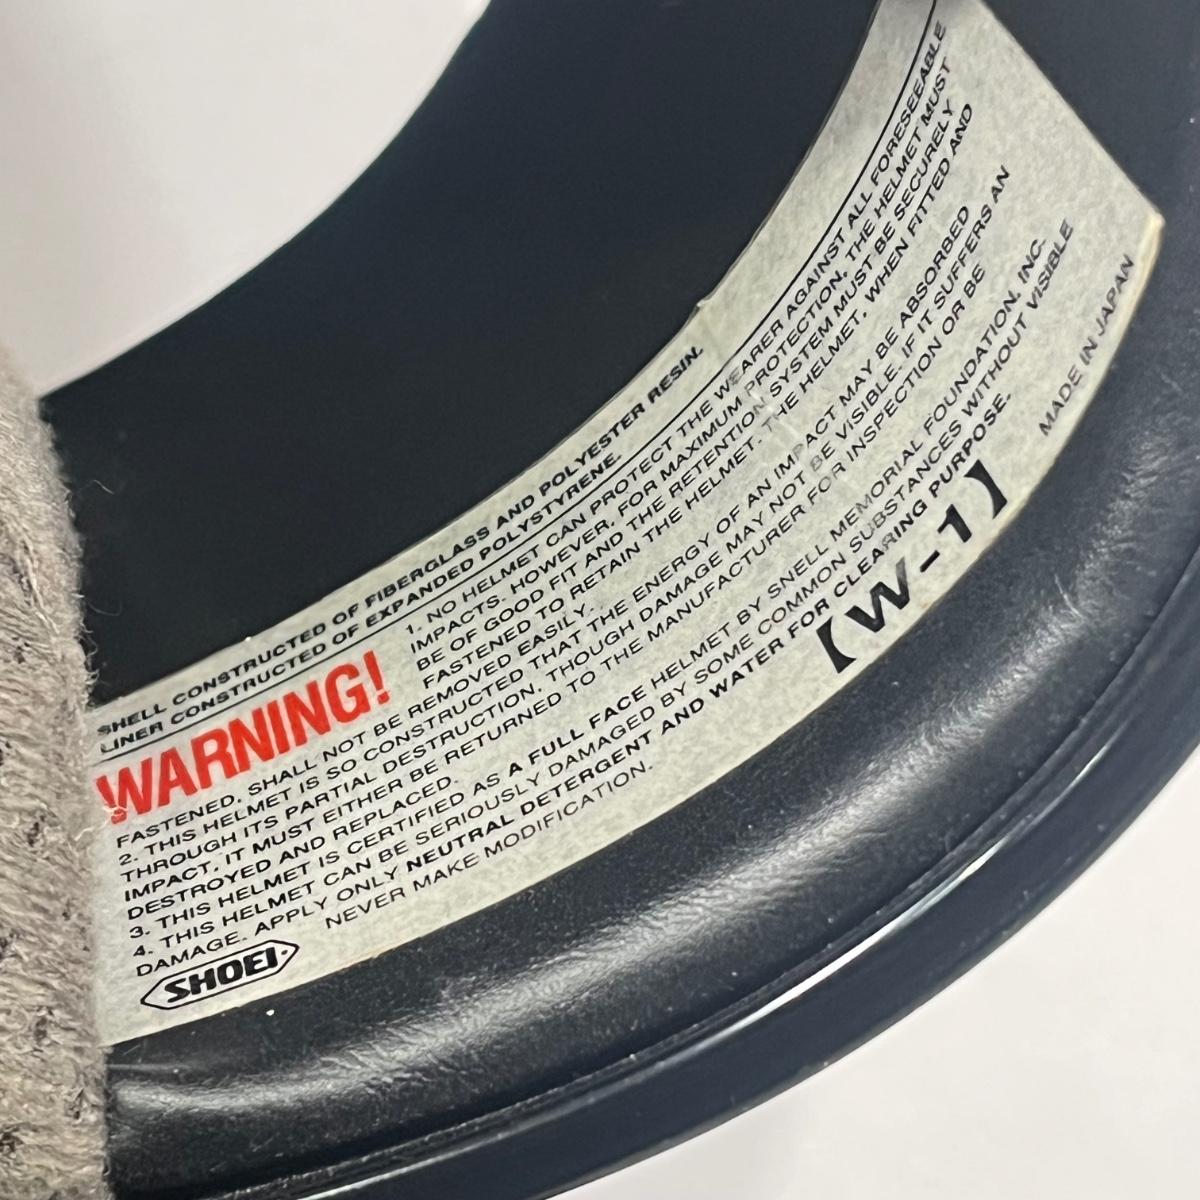 SHELL CONSTRUCTED OF FIBERGLASS AND POLYESTER RESIN.
LINER CONSTRUCTED OF EXPANDED POLYSTYRENE.
WARNING!
1. NO HELMET CAN PROTECT THE WEARER AGAINST ALL FORESEEABLE
IMPACTS. HOWEVER, FOR MAXIMUM PROTECTION, THE HELMET MUST
BE OF GOOD FIT AND THE RETENTION SYSTEM MUST BE SECURELY
FASTENED TO RETAIN THE HELMET. THE HELMET, WHEN FITTED AND
FASTENED, SHALL NOT BE REMOVED EASILY.
2. THIS HELMET IS SO CONSTRUCTED THAT THE ENERGY OF AN IMPACT MAY BE ABSORBED
THROUGH ITS PARTIAL DESTRUCTION, THOUGH DAMAGE MAY NOT BE VISIBLE. IF IT SUFFERS AN
IMPACT, IT MUST EITHER BE RETURNED TO THE MANUFACTURER FOR INSPECTION OR BE
DESTROYED AND REPLACED.
3. THIS HELMET IS CERTIFIED AS A FULL FACE HELMET BY SNELL MEMORIAL FOUNDATION, INC.
4. THIS HELMET CAN BE SERIOUSLY DAMAGED BY SOME COMMON SUBSTANCES WITHOUT VISIBLE
DAMAGE. APPLY ONLY NEUTRAL DETERGENT AND WATER FOR CLEARING PURPOSE.
NEVER MAKE MODIFICATION.
SHOEI
【W-1】
MADE IN JAPAN